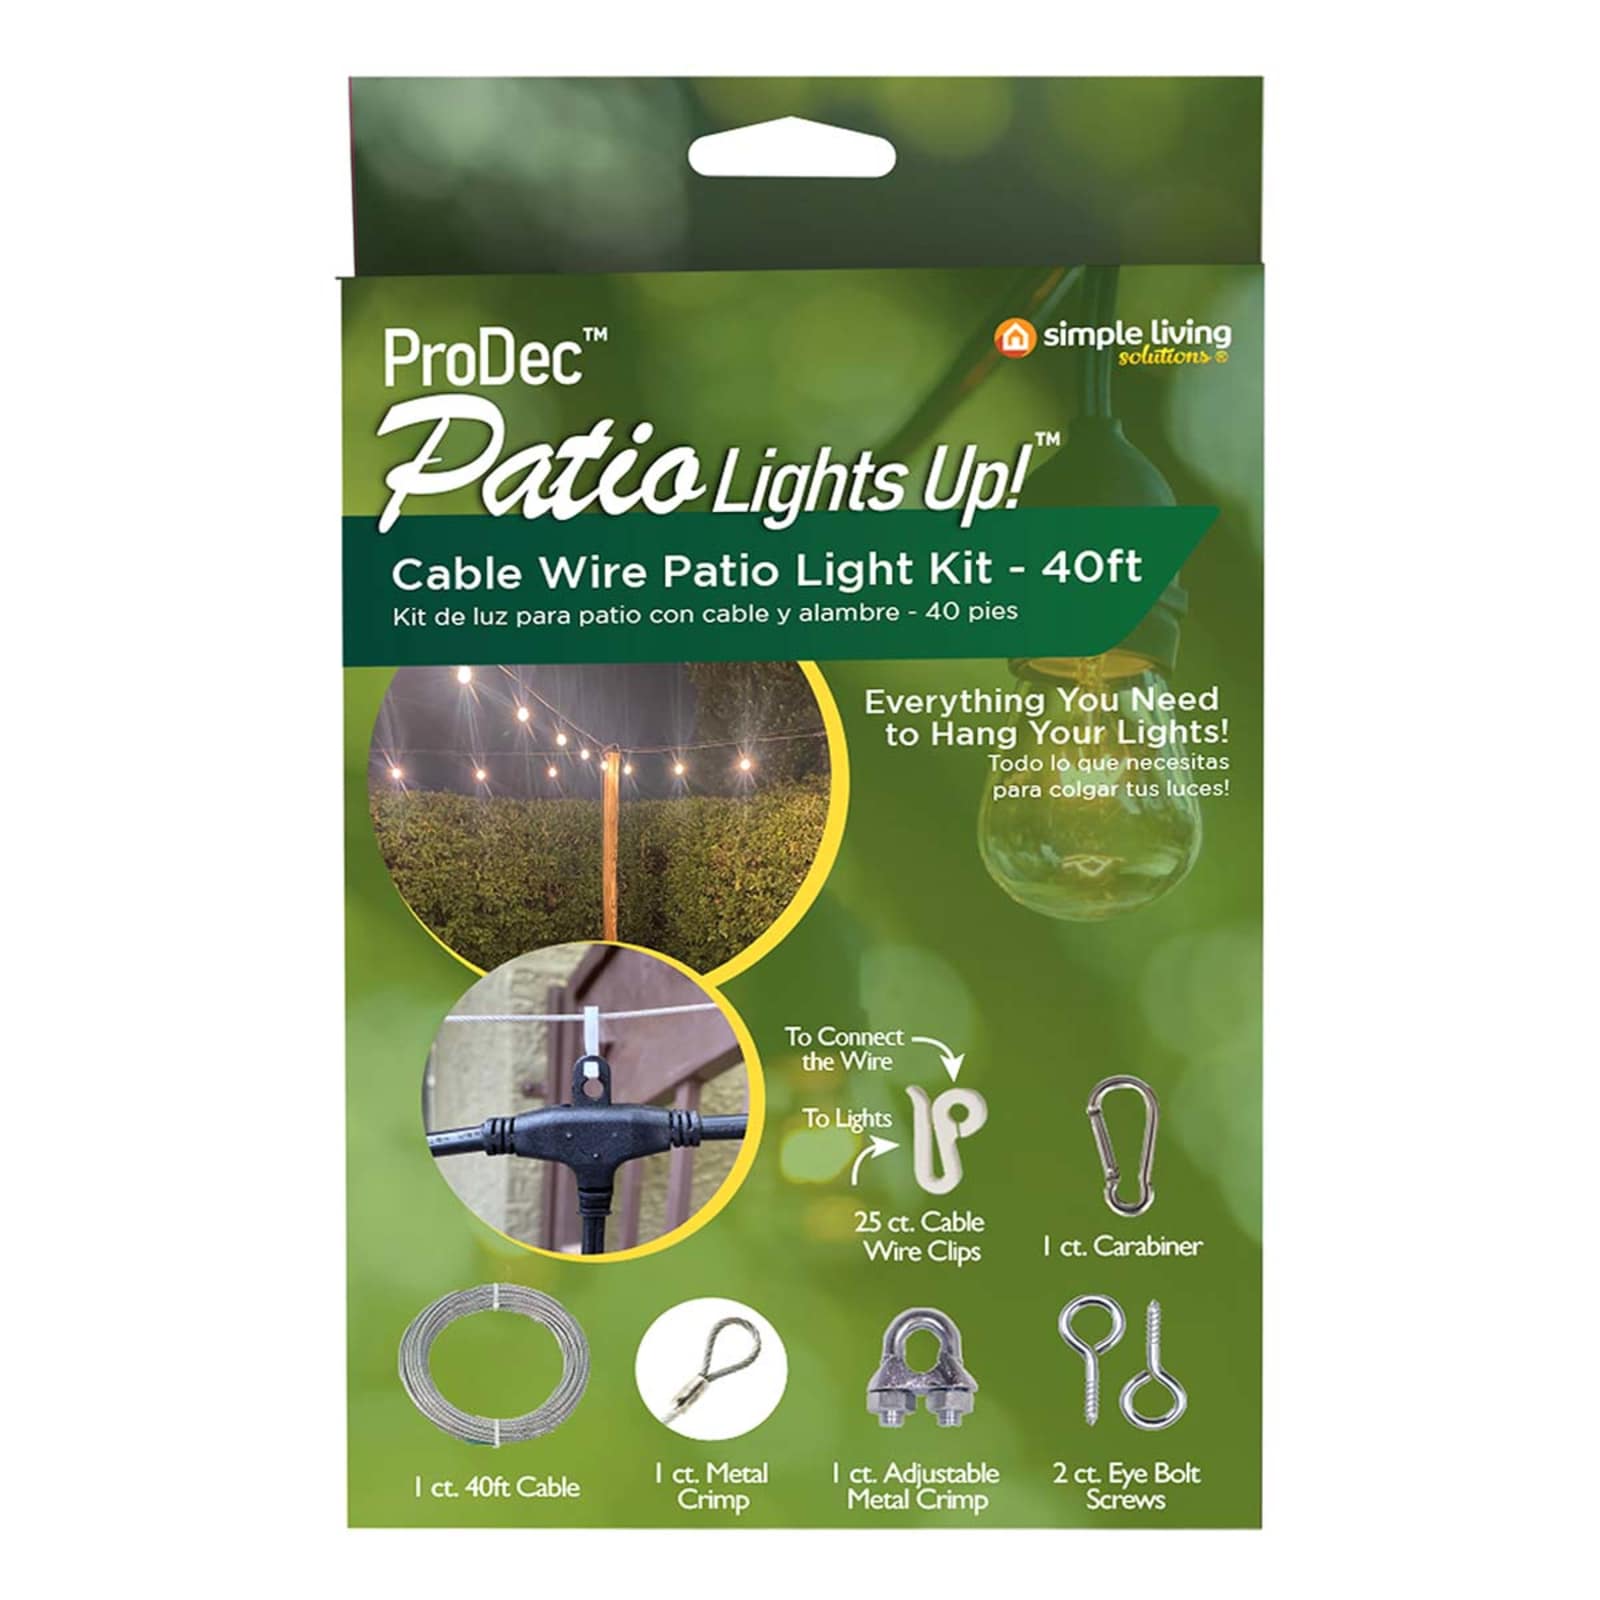 ProDec™
simple living
solutions ®
Patio Lights Up!™
Cable Wire Patio Light Kit - 40ft
Kit de luz para patio con cable y alambre - 40 pies
Everything You Need
to Hang Your Lights!
Todo lo que necesitas
para colgar tus luces!
To Connect
the Wire
To Lights
25 ct. Cable
Wire Clips
1 ct. Carabiner
1 ct. 40ft Cable
1 ct. Metal
Crimp
1 ct. Adjustable
Metal Crimp
2 ct. Eye Bolt
Screws